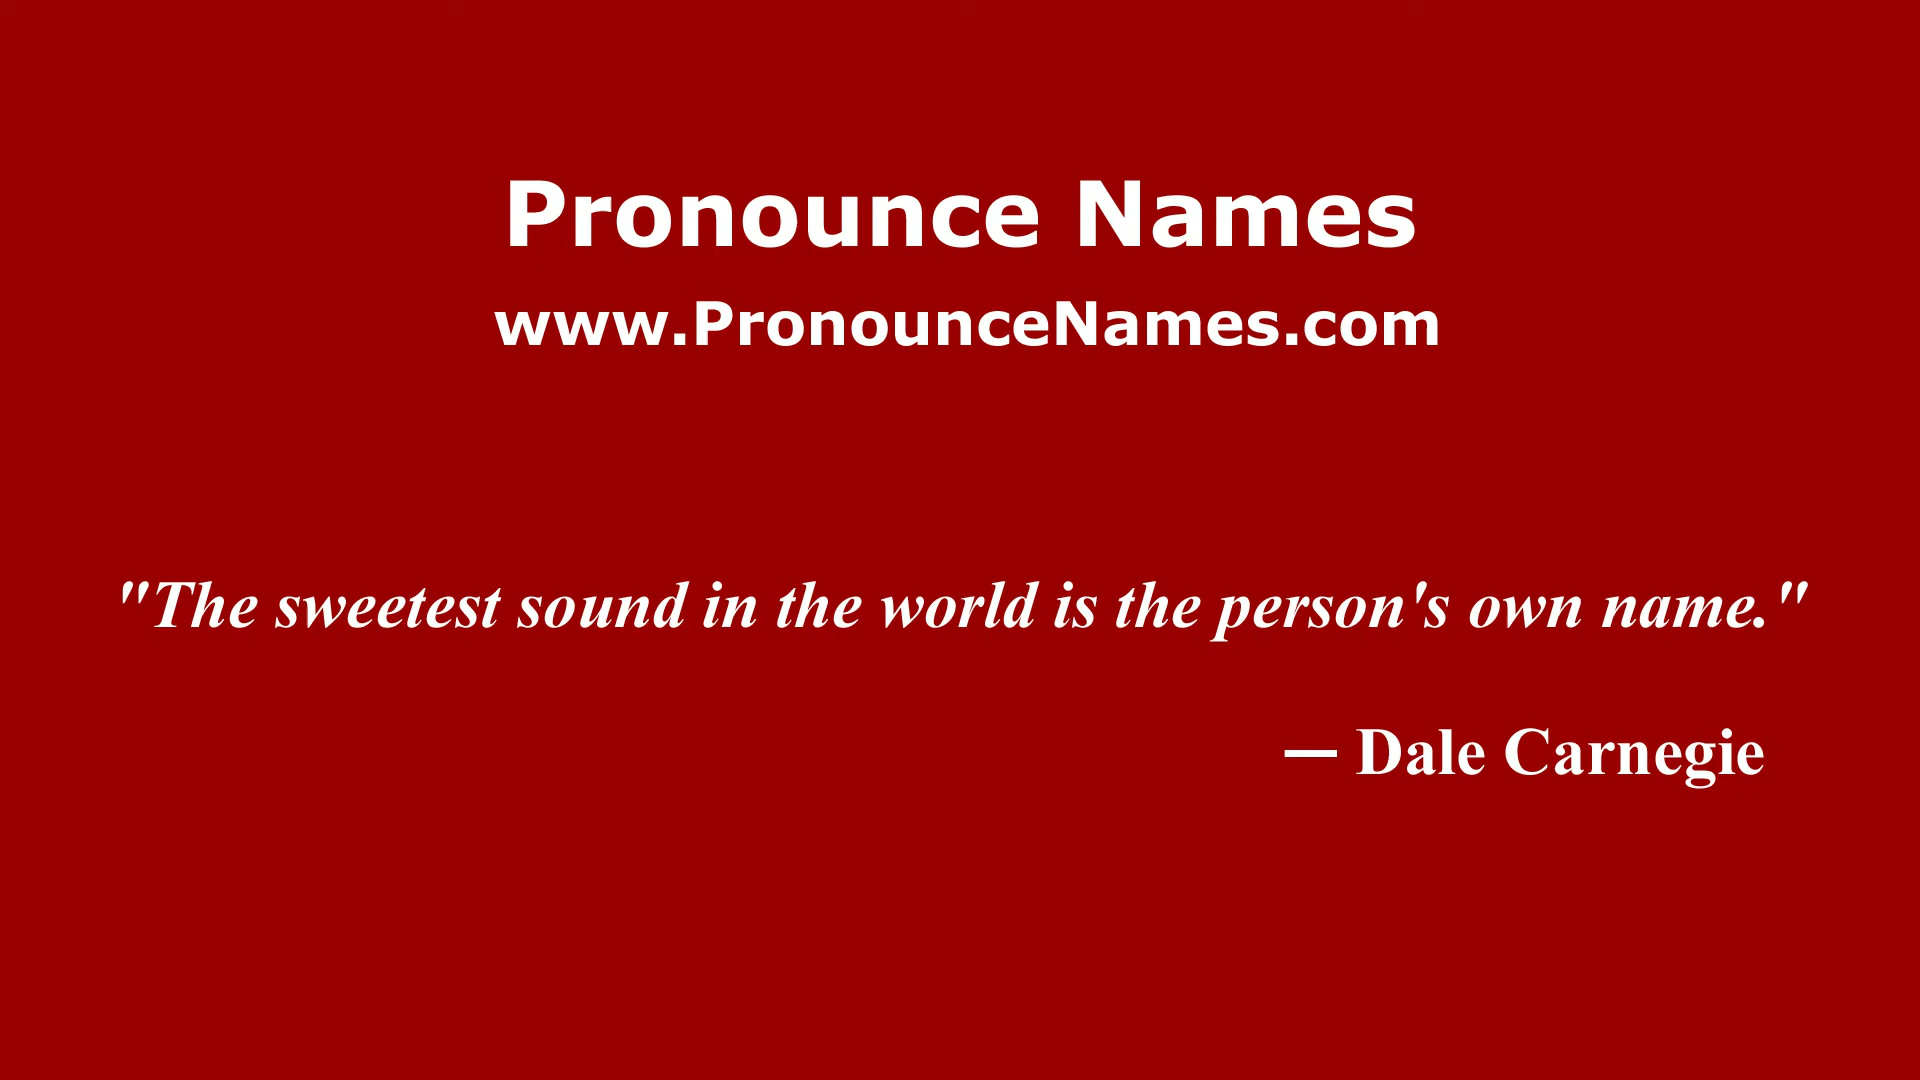 Pronounce Names
www.PronounceNames.com
"The sweetest sound in the world is the person's own name."
— Dale Carnegie